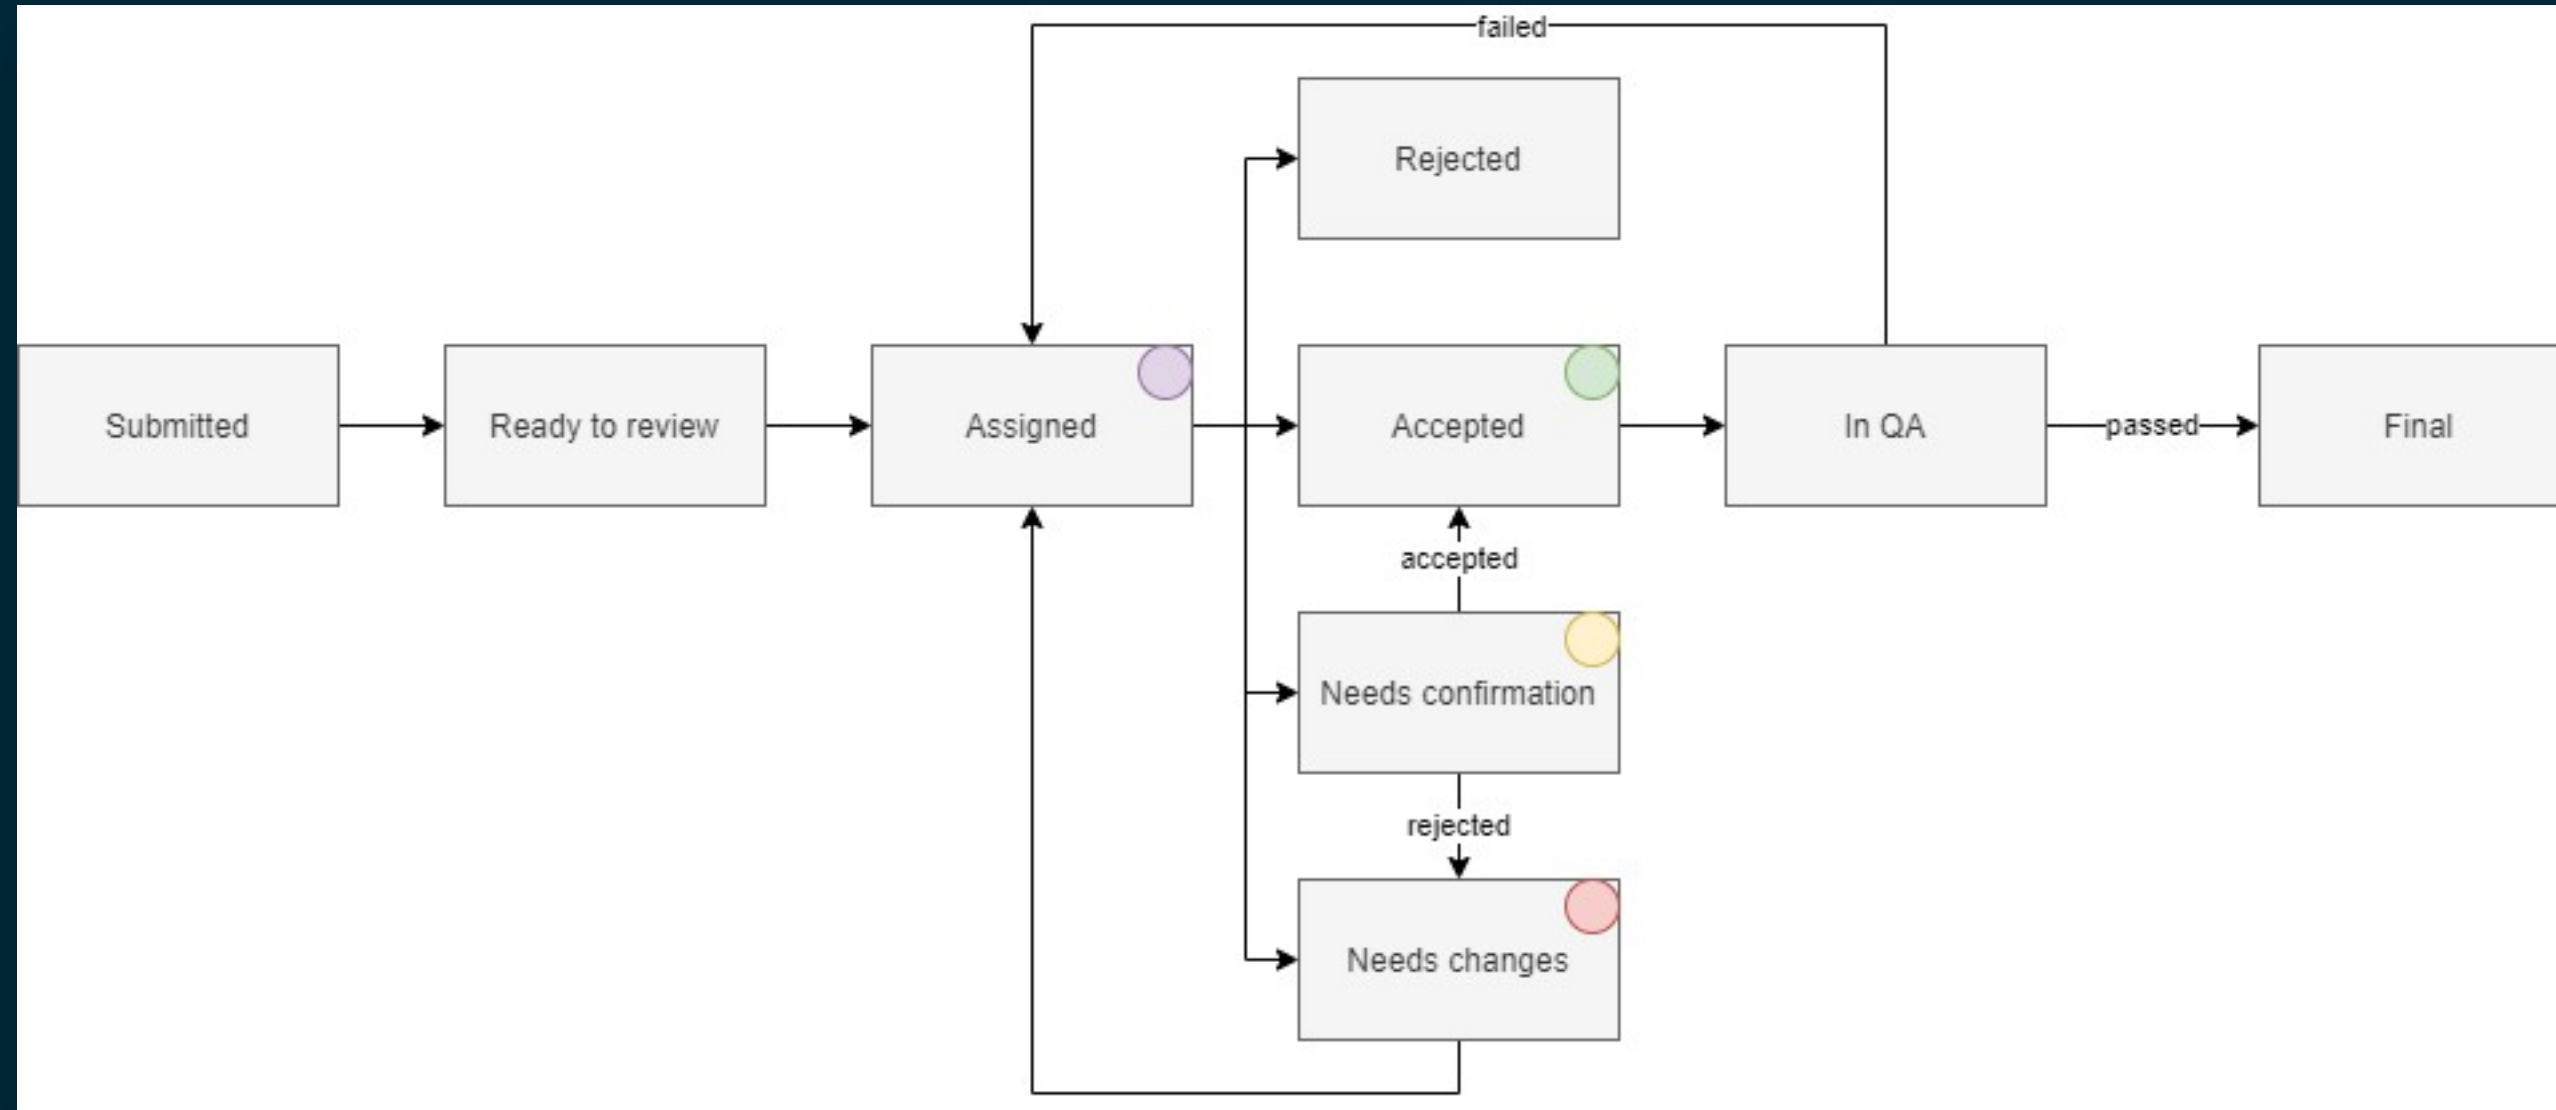 failed
Rejected
Submitted
Ready to review
Assigned
Accepted
In QA
passed
Final
accepted
Needs confirmation
rejected
Needs changes